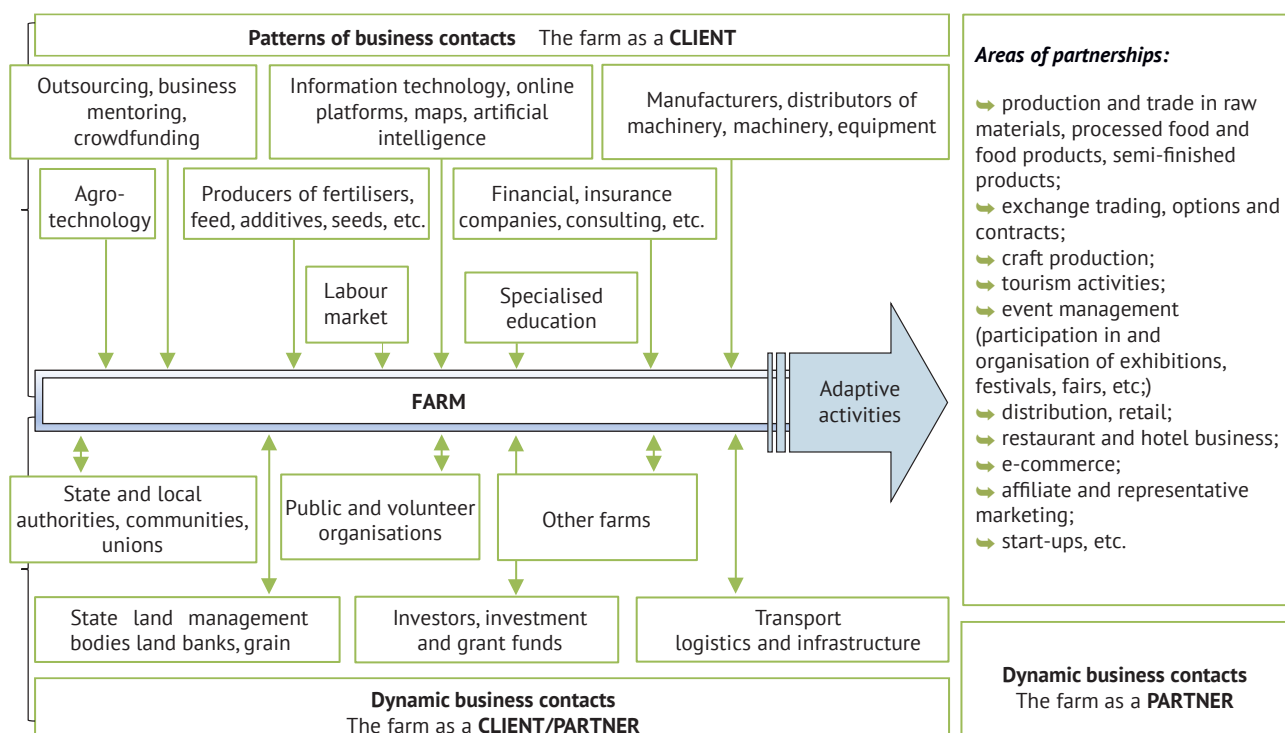 Patterns of business contacts The farm as a CLIENT
Outsourcing, business
mentoring,
crowdfunding
Information technology, online
platforms, maps, artificial
intelligence
Manufacturers, distributors of
machinery, machinery, equipment
Agro-
technology
Producers of fertilisers,
feed, additives, seeds, etc.
Financial, insurance
companies, consulting, etc.
Labour
market
Specialised
education
FARM
Adaptive
activities
State and local
authorities, communities,
unions
Public and volunteer
organisations
Other farms
State land management
bodies land banks, grain
Investors, investment
and grant funds
Transport
logistics and infrastructure
Dynamic business contacts
The farm as a CLIENT/PARTNER
Areas of partnerships:
production and trade in raw
materials, processed food and
food products, semi-finished
products;
exchange trading, options and
contracts;
craft production;
tourism activities;
event management
(participation in and
organisation of exhibitions,
festivals, fairs, etc;)
distribution, retail;
restaurant and hotel business;
e-commerce;
affiliate and representative
marketing;
start-ups, etc.
Dynamic business contacts
The farm as a PARTNER